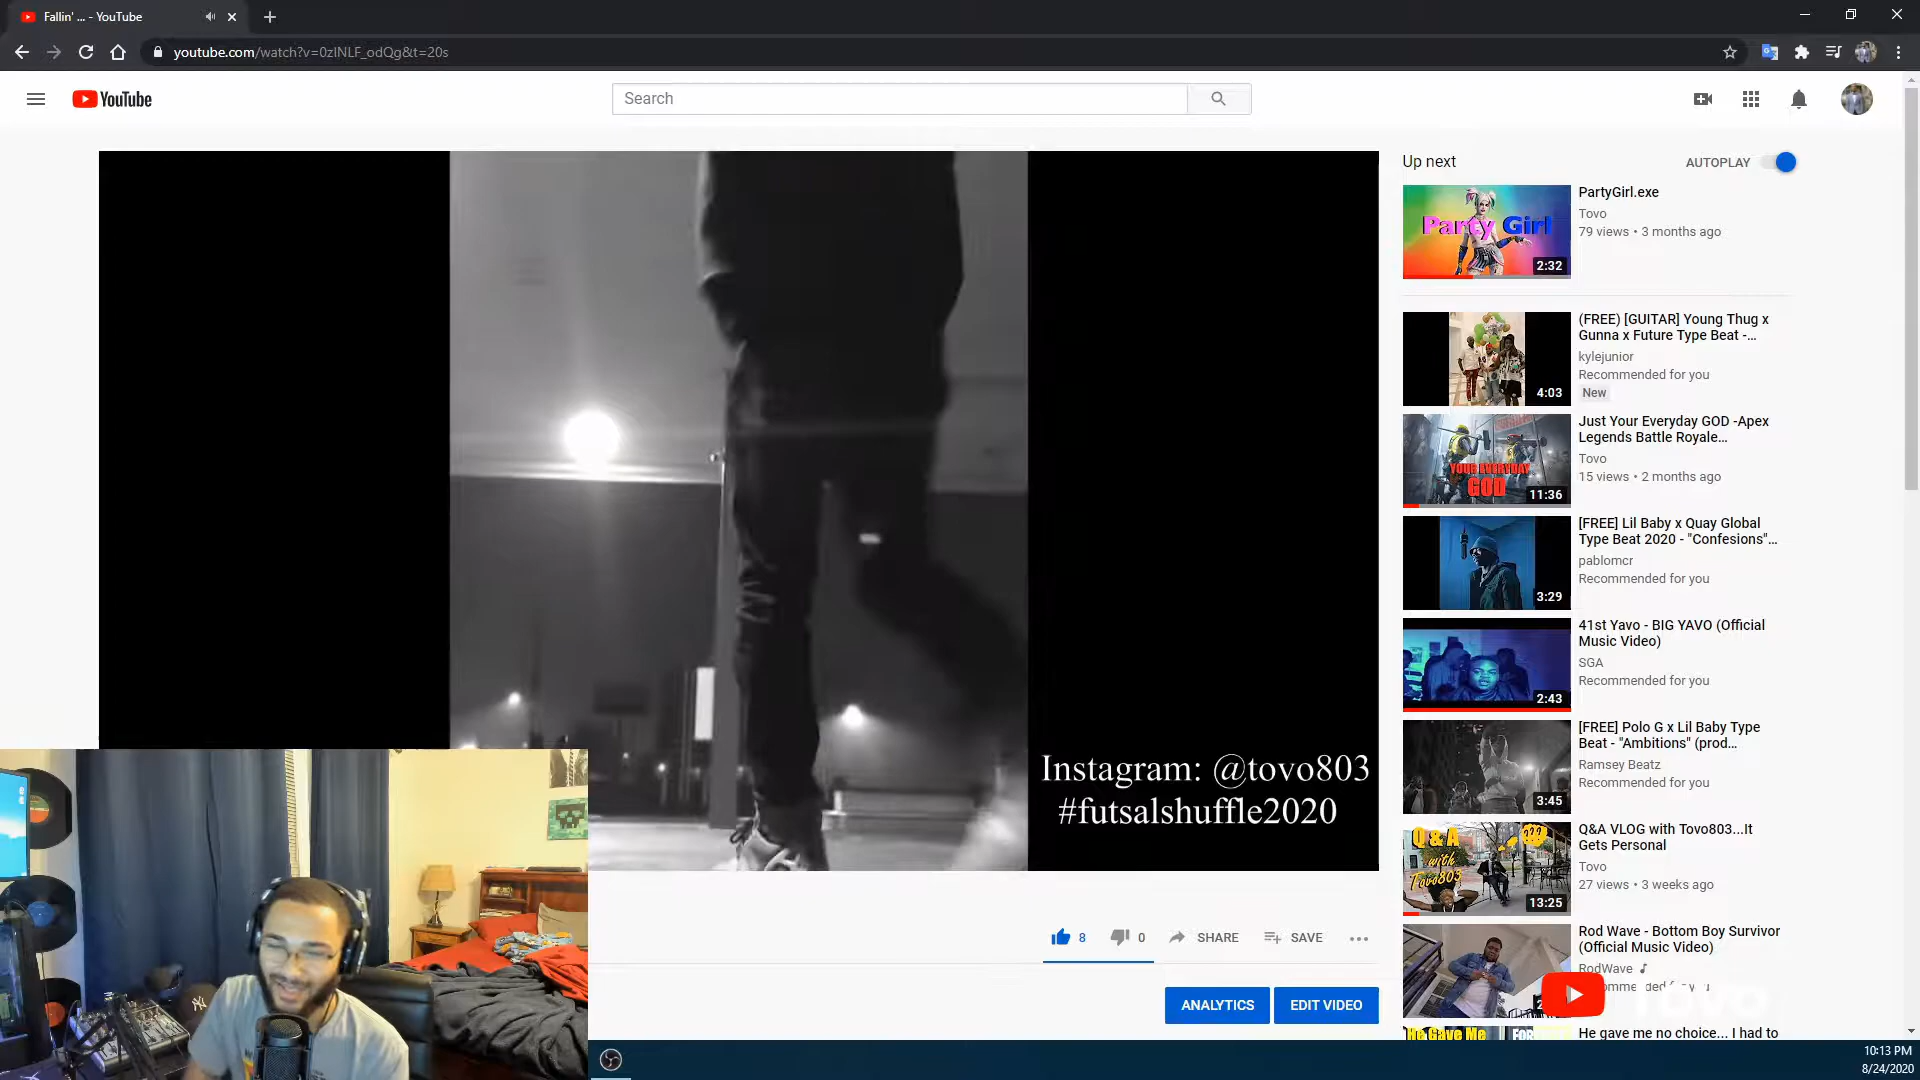 Fallin' ... - YouTube
youtube.com/watch?v=0zINLF_odQg&t=20s
YouTube
Search
Instagram: @tovo803
#futsalshuffle2020
8
0
SHARE
SAVE
ANALYTICS
EDIT VIDEO
Up next
AUTOPLAY
Party Girl
2:32
PartyGirl.exe
Tovo
79 views • 3 months ago
4:03
(FREE) [GUITAR] Young Thug x
Gunna x Future Type Beat -...
kylejunior
Recommended for you
New
YOUR EVERYDAY
GOD
11:36
Just Your Everyday GOD -Apex
Legends Battle Royale...
Tovo
15 views • 2 months ago
3:29
[FREE] Lil Baby x Quay Global
Type Beat 2020 - "Confesions"...
pablomcr
Recommended for you
2:43
41st Yavo - BIG YAVO (Official
Music Video)
SGA
Recommended for you
3:45
[FREE] Polo G x Lil Baby Type
Beat - "Ambitions" (prod...
Ramsey Beatz
Recommended for you
Q&A
with
Tovo803
???
13:25
Q&A VLOG with Tovo803...It
Gets Personal
Tovo
27 views • 3 weeks ago
Rod Wave - Bottom Boy Survivor
(Official Music Video)
RodWave
Tovo
He Gave Me
He gave me no choice... I had to
10:13 PM
8/24/2020